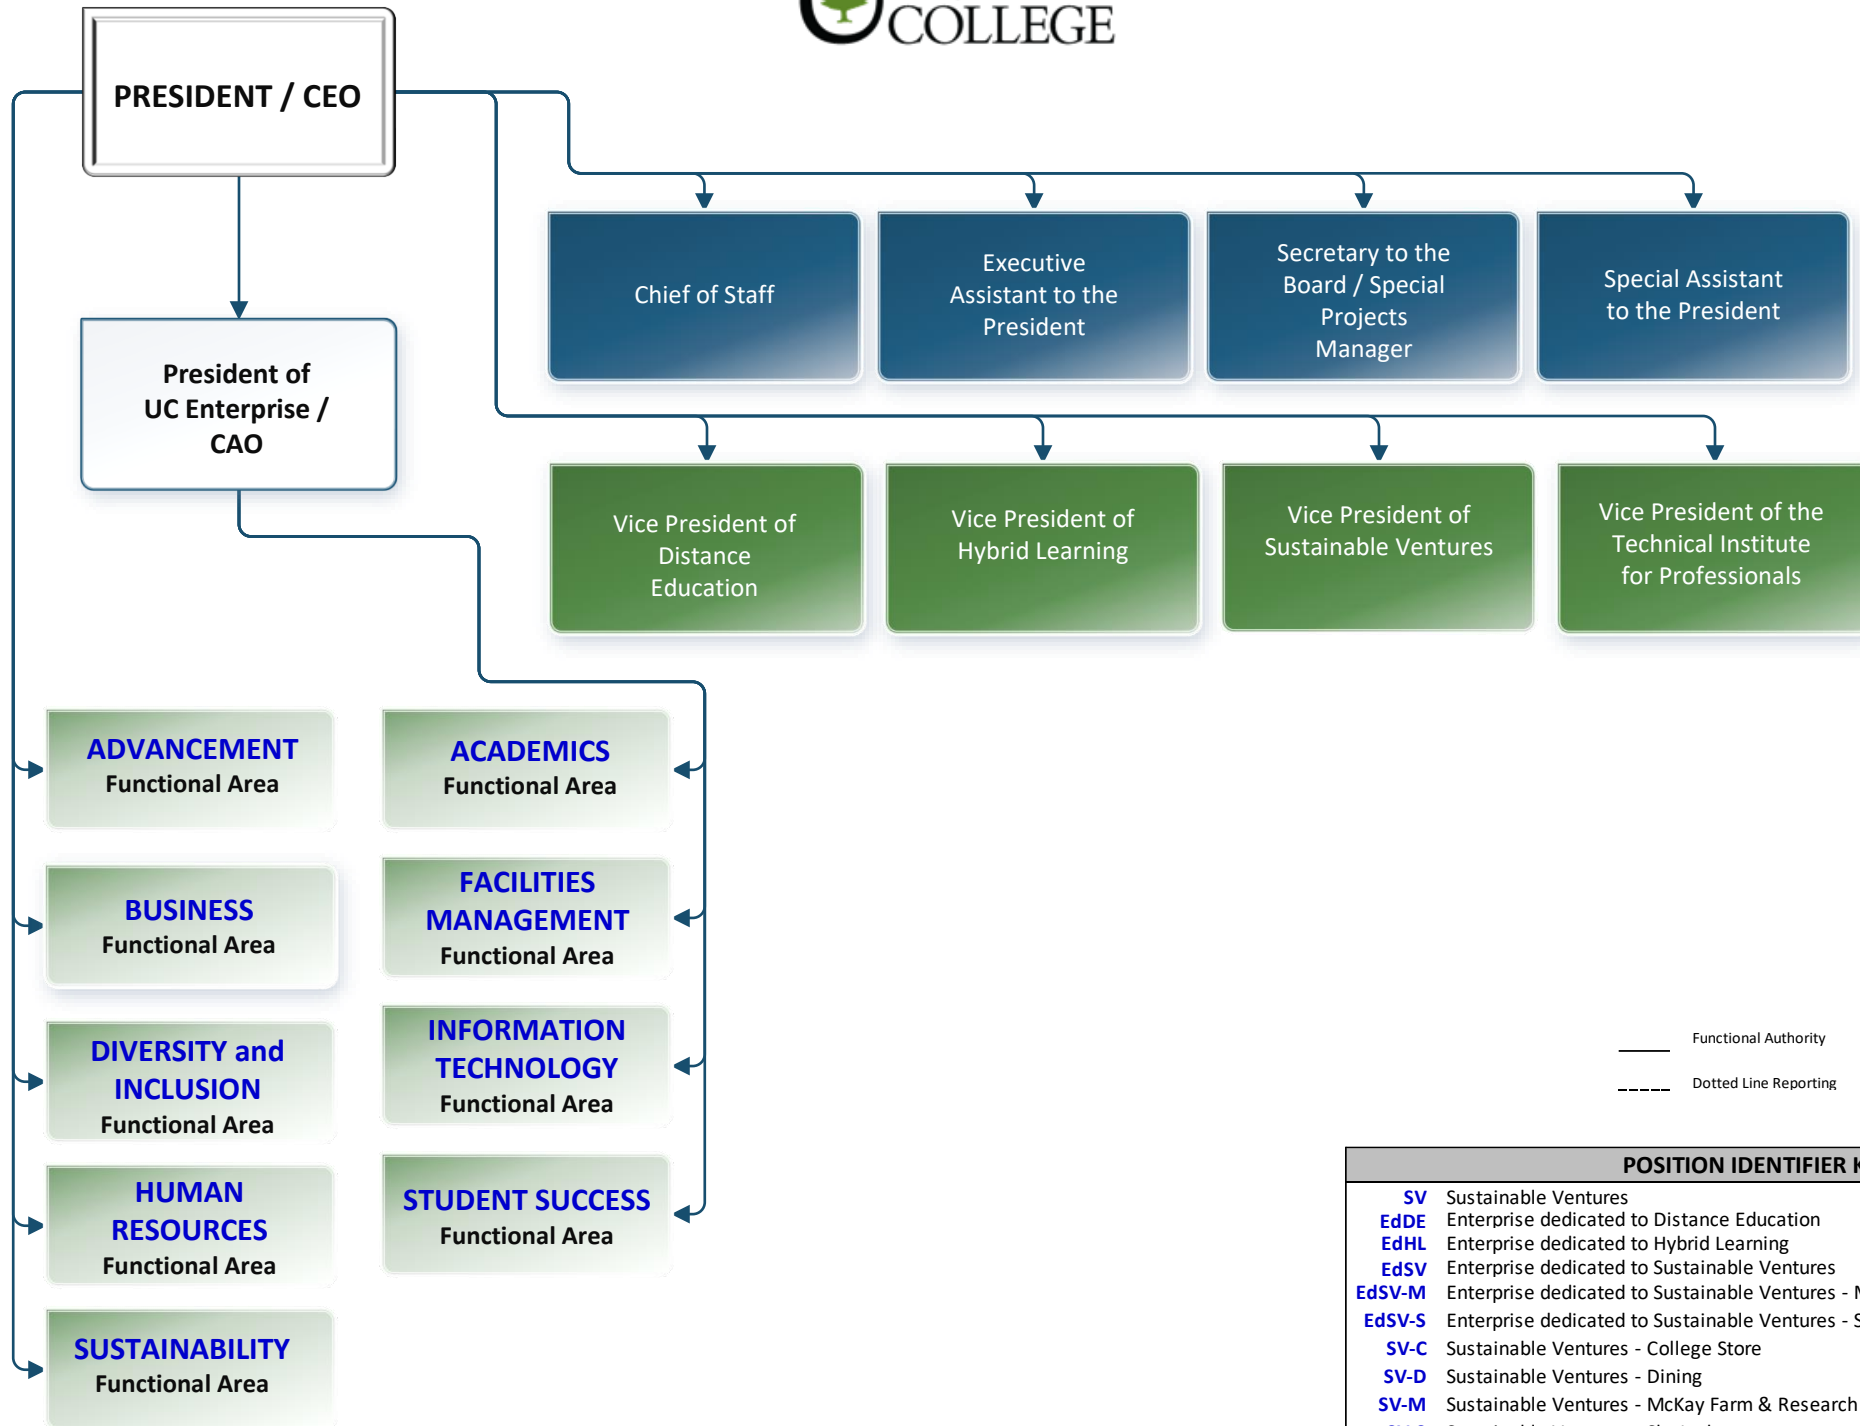 COLLEGE
PRESIDENT / CEO
Chief of Staff
Executive
Assistant to the
President
Secretary to the
Board / Special
Projects
Manager
Special Assistant
to the President
President of
UC Enterprise /
CAO
Vice President of
Distance
Education
Vice President of
Hybrid Learning
Vice President of
Sustainable Ventures
Vice President of the
Technical Institute
for Professionals
ADVANCEMENT
Functional Area
ACADEMICS
Functional Area
BUSINESS
Functional Area
FACILITIES
MANAGEMENT
Functional Area
DIVERSITY and
INCLUSION
Functional Area
INFORMATION
TECHNOLOGY
Functional Area
HUMAN
RESOURCES
Functional Area
STUDENT SUCCESS
Functional Area
SUSTAINABILITY
Functional Area
Functional Authority
Dotted Line Reporting
POSITION IDENTIFIER
SV Sustainable Ventures
EdDE Enterprise dedicated to Distance Education
EdHL Enterprise dedicated to Hybrid Learning
EdSV Enterprise dedicated to Sustainable Ventures
EdSV-M Enterprise dedicated to Sustainable Ventures -
EdSV-S Enterprise dedicated to Sustainable Ventures -
SV-C Sustainable Ventures - College Store
SV-D Sustainable Ventures - Dining
SV-M Sustainable Ventures - McKay Farm & Research